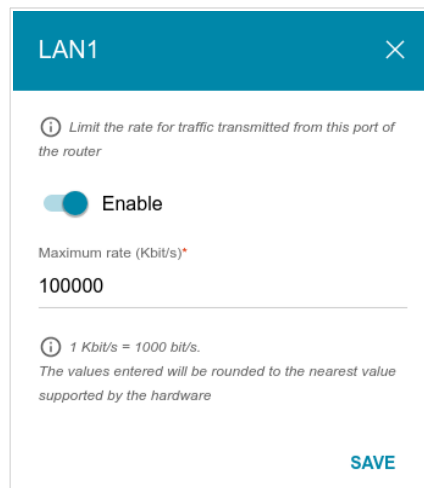 LAN1
Limit the rate for traffic transmitted from this port of
the router
Enable
Maximum rate (Kbit/s)*
100000
1 Kbit/s = 1000 bit/s.
The values entered will be rounded to the nearest value
supported by the hardware
SAVE